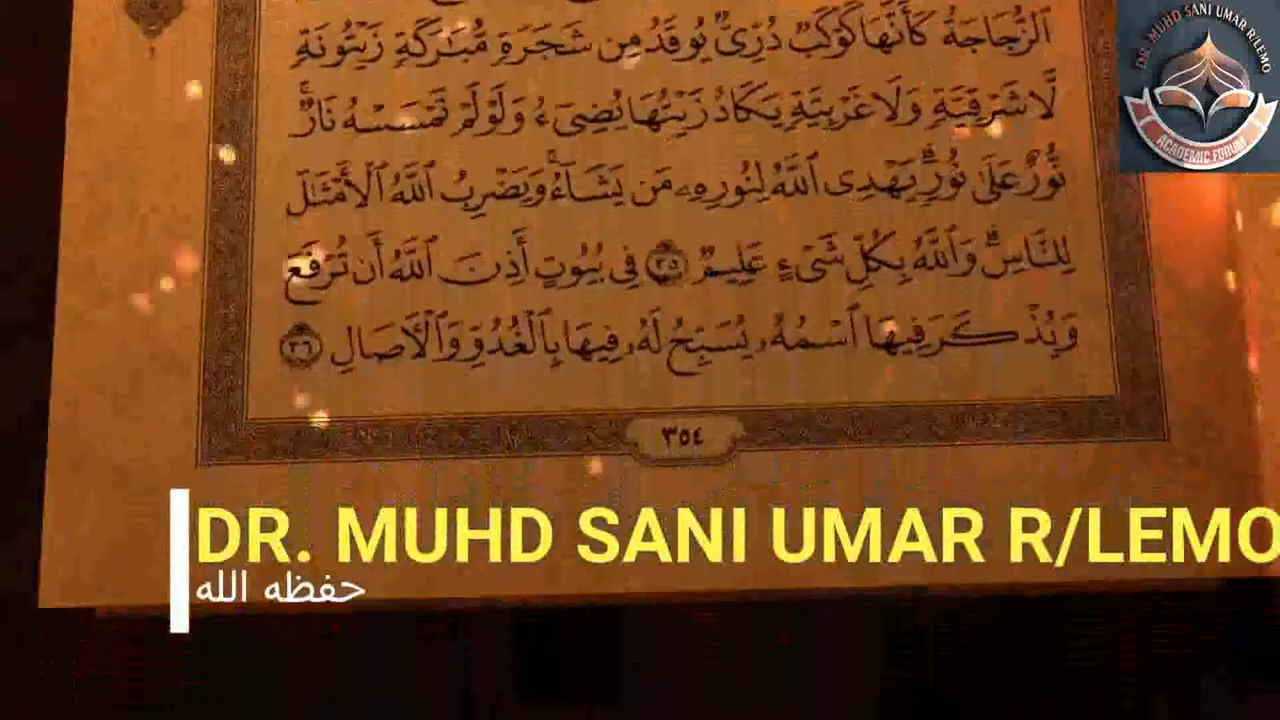 ٱلزُّجَاجَةُ كَأَنَّهَا كَوْكَبٌ دُرِّىٌّ يُوقَدُ مِن شَجَرَةٍ مُّبَٰرَكَةٍ زَيْتُونَةٍ
لَّا شَرْقِيَّةٍ وَلَا غَرْبِيَّةٍ يَكَادُ زَيْتُهَا يُضِىٓءُ وَلَوْ لَمْ تَمْسَسْهُ نَارٌ ۚ
نُّورٌ عَلَىٰ نُورٍ ۗ يَهْدِى ٱللَّهُ لِنُورِهِۦ مَن يَشَآءُ ۚ وَيَضْرِبُ ٱللَّهُ ٱلْأَمْثَٰلَ
لِلنَّاسِ ۗ وَٱللَّهُ بِكُلِّ شَىْءٍ عَلِيمٌ ٣٥ فِى بُيُوتٍ أَذِنَ ٱللَّهُ أَن تُرْفَعَ
وَيُذْكَرَ فِيهَا ٱسْمُهُۥ يُسَبِّحُ لَهُۥ فِيهَا بِٱلْغُدُوِّ وَٱلْءَاصَالِ ٣٦
٣٥٤
DR. MUHD SANI UMAR R/LEMO
ACADEMIC FORUM
DR. MUHD SANI UMAR R/LEMO
حفظه الله